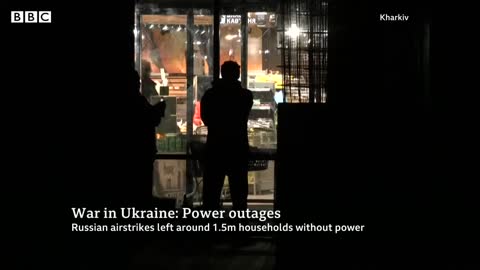 BBC
Kharkiv
War in Ukraine: Power outages
Russian airstrikes left around 1.5m households without power